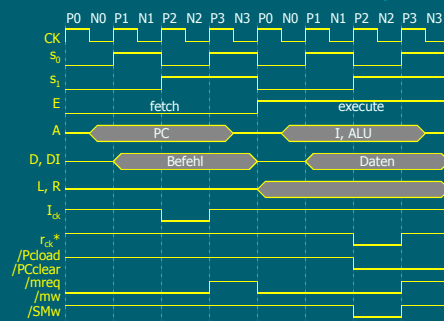 P0 N0 P1 N1 P2 N2 P3 N3 P0 N0 P1 N1 P2 N2 P3 N3
CK
s0
s1
E fetch execute
A PC I, ALU
D, DI Befehl Daten
L, R
Ick
rck*
/Pcload
/PCclear
/mreq
/mw
/SMw